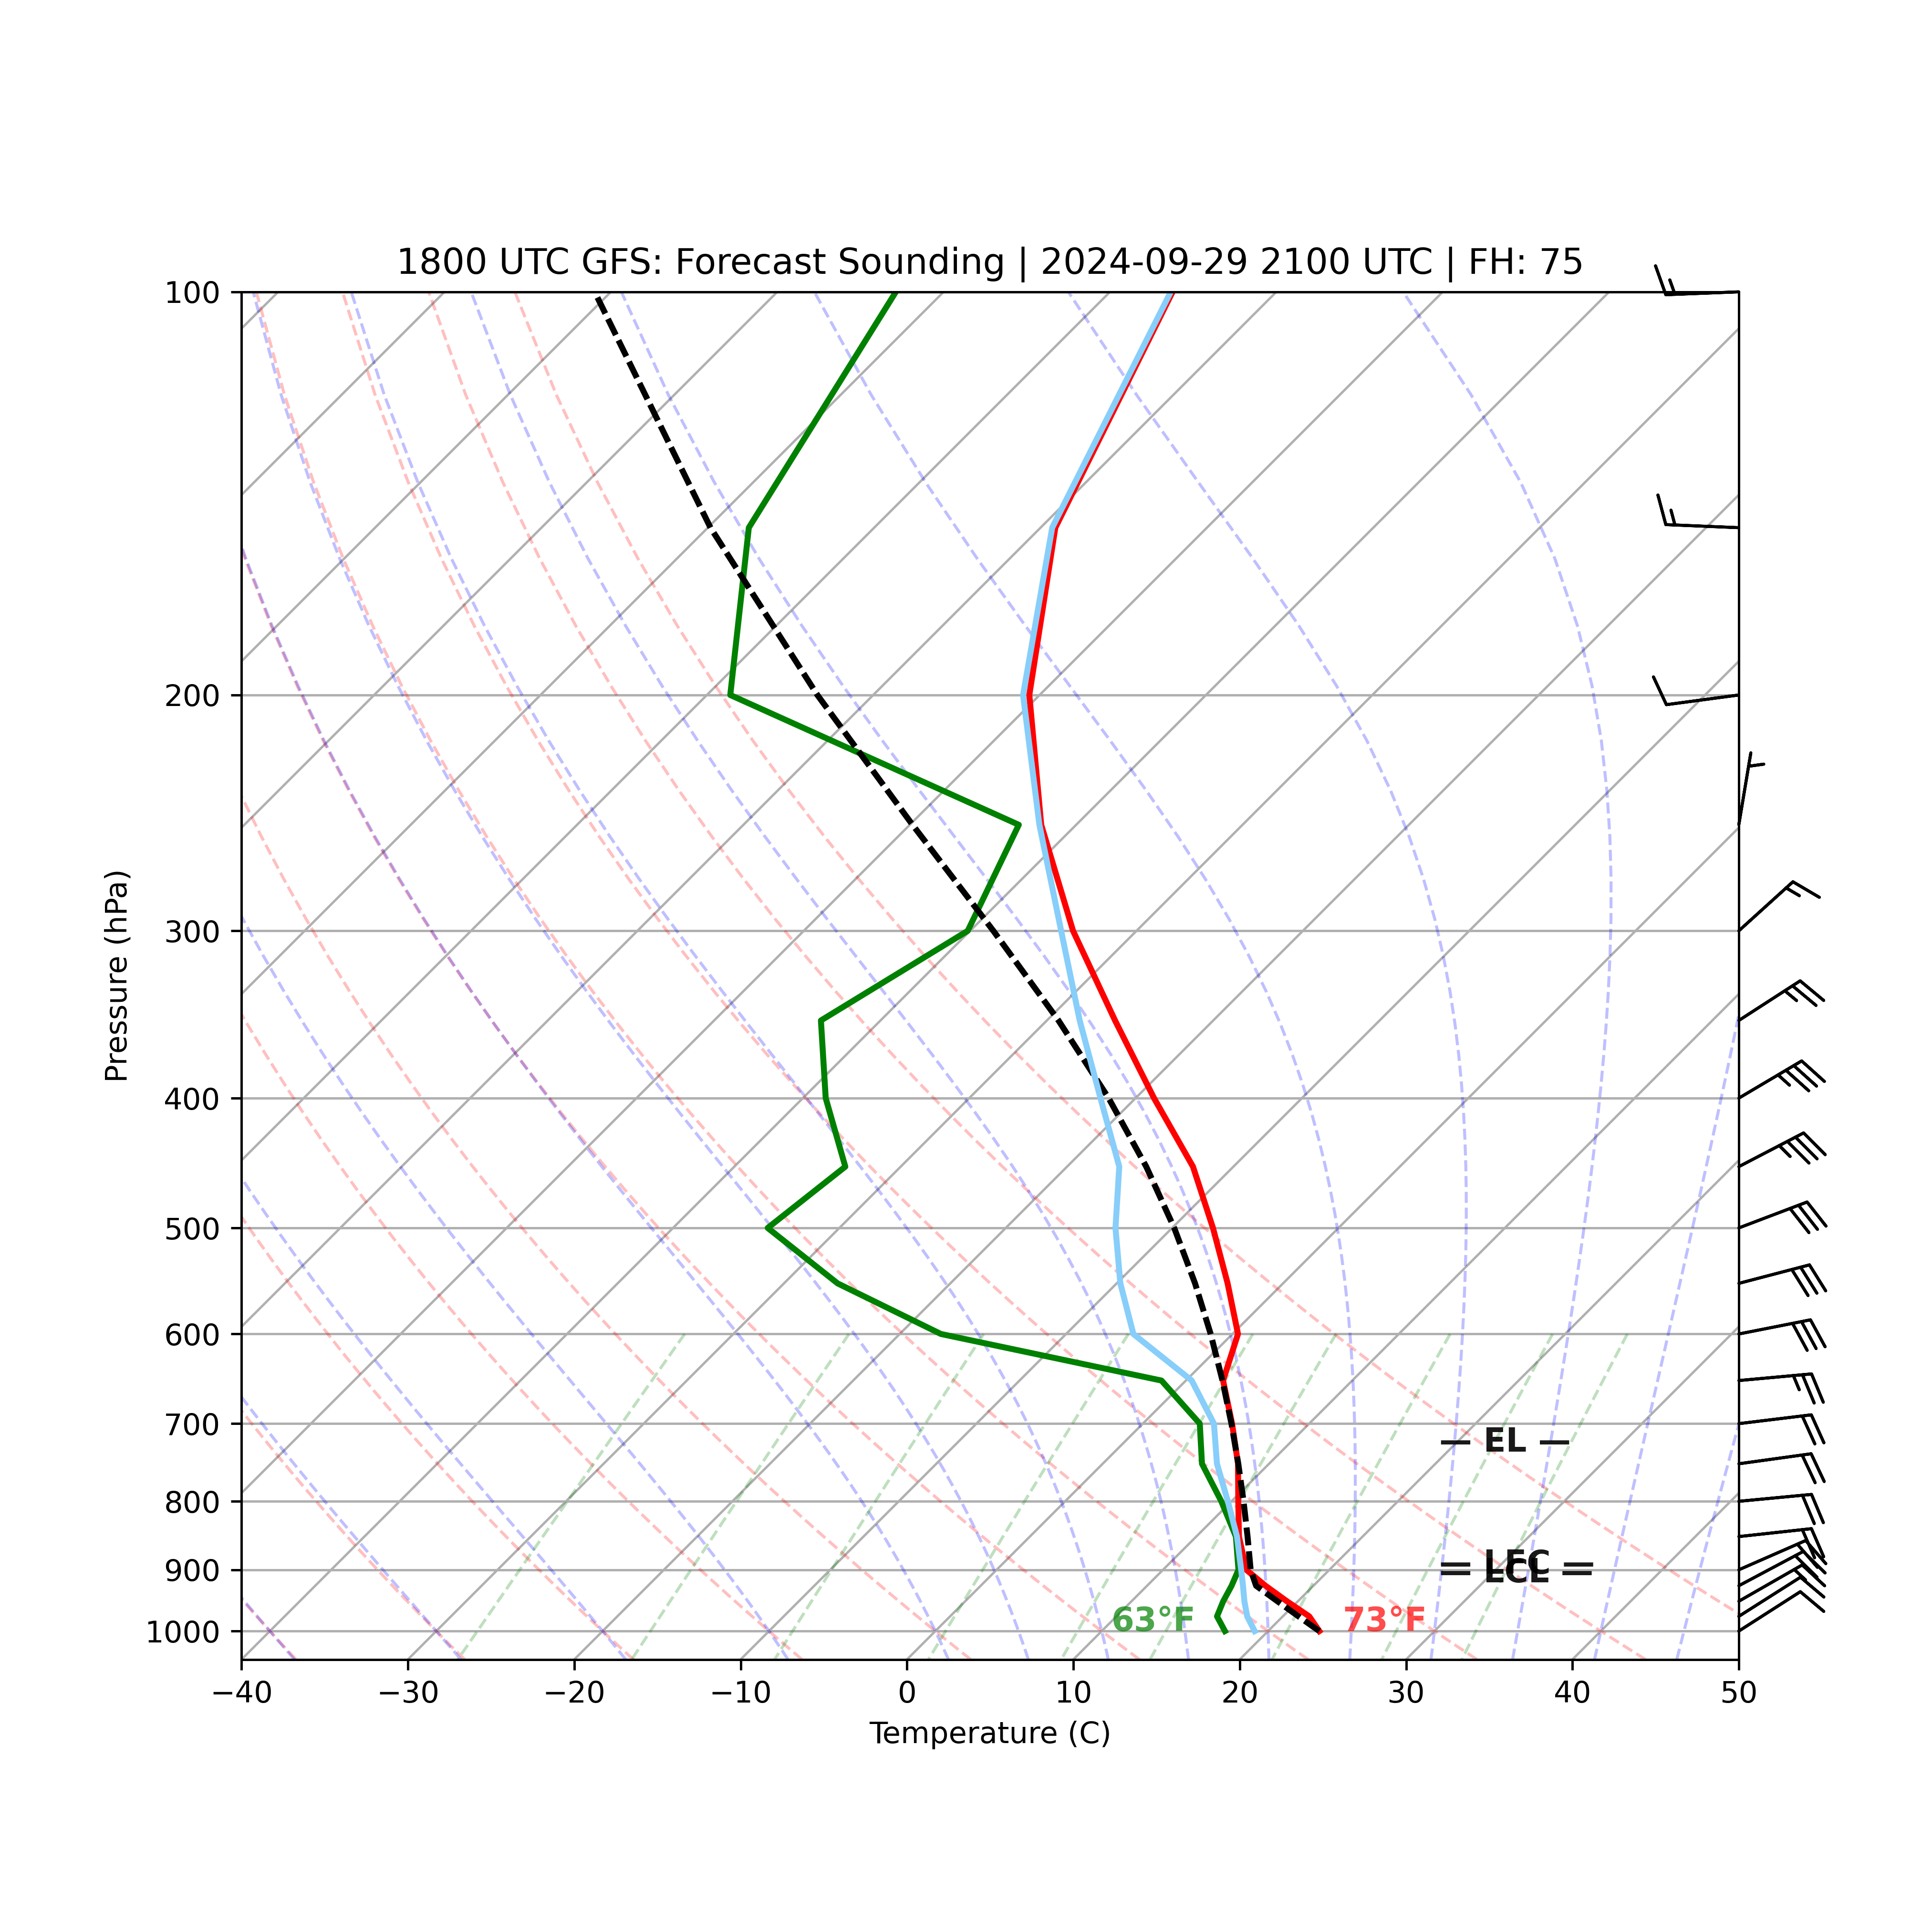 1800 UTC GFS: Forecast Sounding | 2024-09-29 2100 UTC | FH: 75
100
200
300
400
500
600
700
800
900
1000
Pressure (hPa)
— EL —
— LFC —
— LCL —
63°F
73°F
−40 −30 −20 −10 0 10 20 30 40 50
Temperature (C)